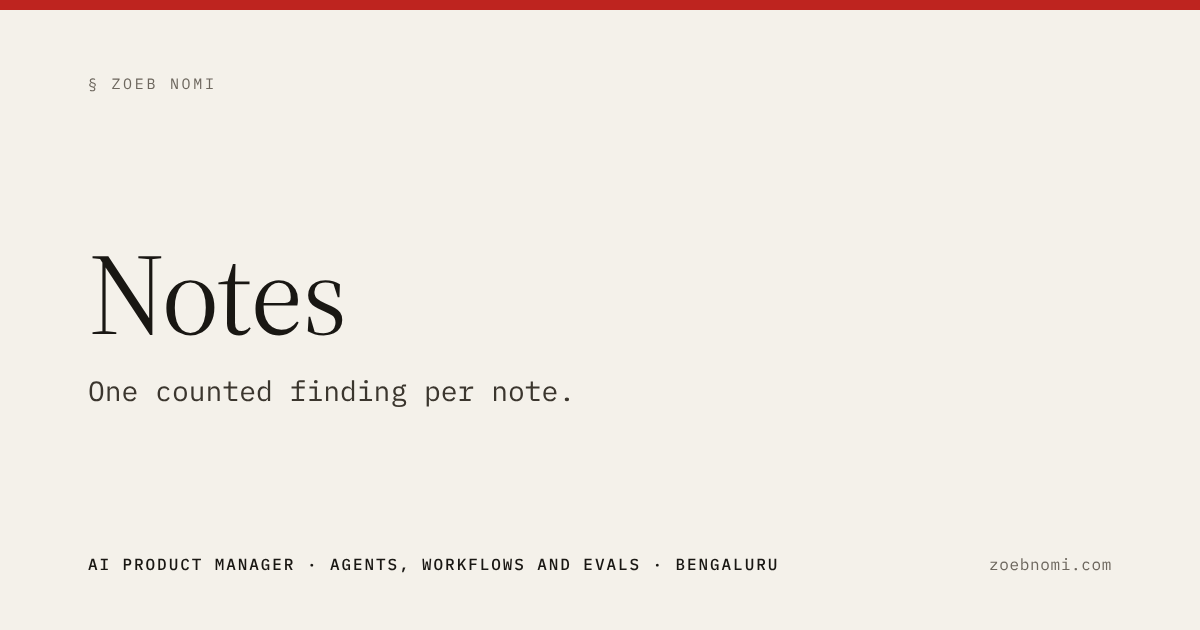 § ZOEB NOMI
Notes
One counted finding per note.
AI PRODUCT MANAGER · AGENTS, WORKFLOWS AND EVALS · BENGALURU
zoebnomi.com